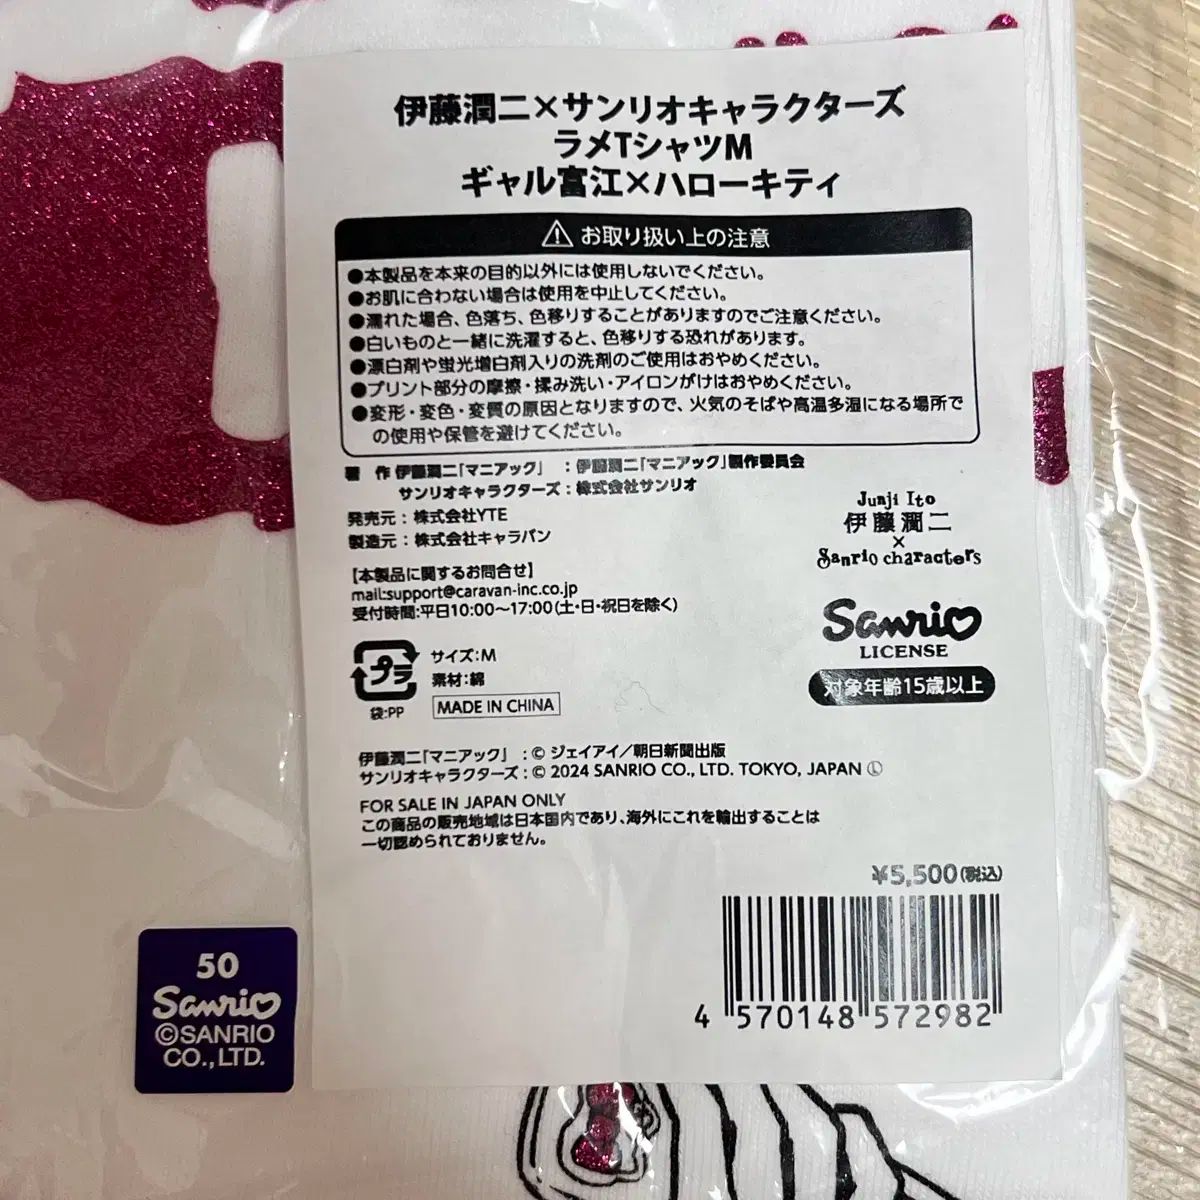 伊藤潤二×サンリオキャラクターズ
ラメTシャツM
ギャル富江×ハローキティ
お取り扱い上の注意
●本製品を本来の目的以外には使用しないでください。
●お肌に合わない場合は使用を中止してください。
●濡れた場合、色落ち、色移りすることがありますのでご注意ください。
●白いものと一緒に洗濯すると、色移りする恐れがあります。
●漂白剤や蛍光増白剤入りの洗剤のご使用はおやめください。
●プリント部分の摩擦・揉み洗い・アイロンがけはおやめください。
●変形・変色・変質の原因となりますので、火気のそばや高温多湿になる場所で
の使用や保管を避けてください。
著 作 伊藤潤二「マニアック」 : 伊藤潤二「マニアック」製作委員会
サンリオキャラクターズ : 株式会社サンリオ
発売元 : 株式会社YTE
製造元 : 株式会社キャラバン
【本製品に関するお問合せ】
mail:support@caravan-inc.co.jp
受付時間:平日10:00〜17:00(土・日・祝日を除く)
Junji Ito
伊藤潤二
×
Sanrio characters
Sanrio
LICENSE
対象年齢15歳以上
プラ
袋:PP
サイズ:M
素材:綿
MADE IN CHINA
伊藤潤二「マニアック」 : © ジェイアイ／朝日新聞出版
サンリオキャラクターズ : © 2024 SANRIO CO., LTD. TOKYO, JAPAN Ⓛ
FOR SALE IN JAPAN ONLY
この商品の販売地域は日本国内であり、海外にこれを輸出することは
一切認められておりません。
¥5,500(税込)
4 570148 572982
50
Sanrio
©SANRIO
CO.,LTD.